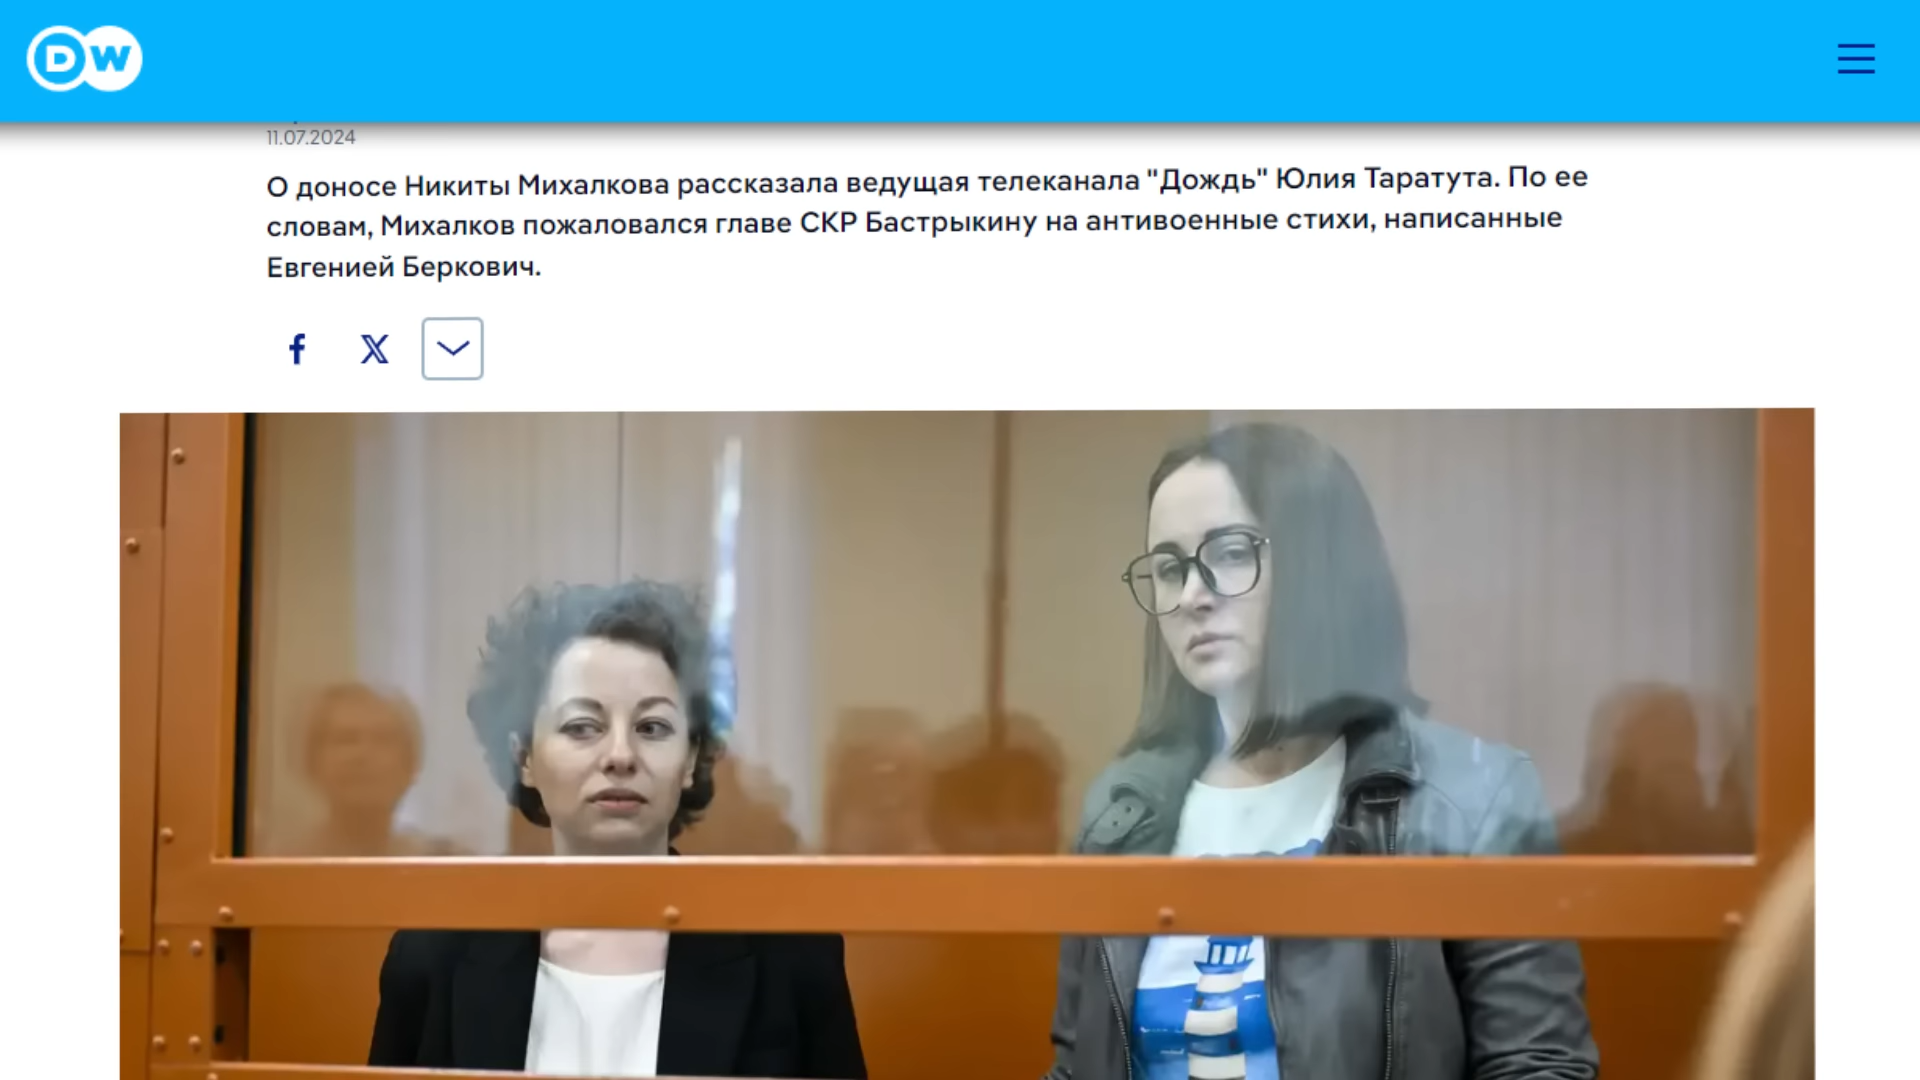 DW
11.07.2024
О доносе Никиты Михалкова рассказала ведущая телеканала "Дождь" Юлия Таратута. По ее
словам, Михалков пожаловался главе СКР Бастрыкину на антивоенные стихи, написанные
Евгенией Беркович.